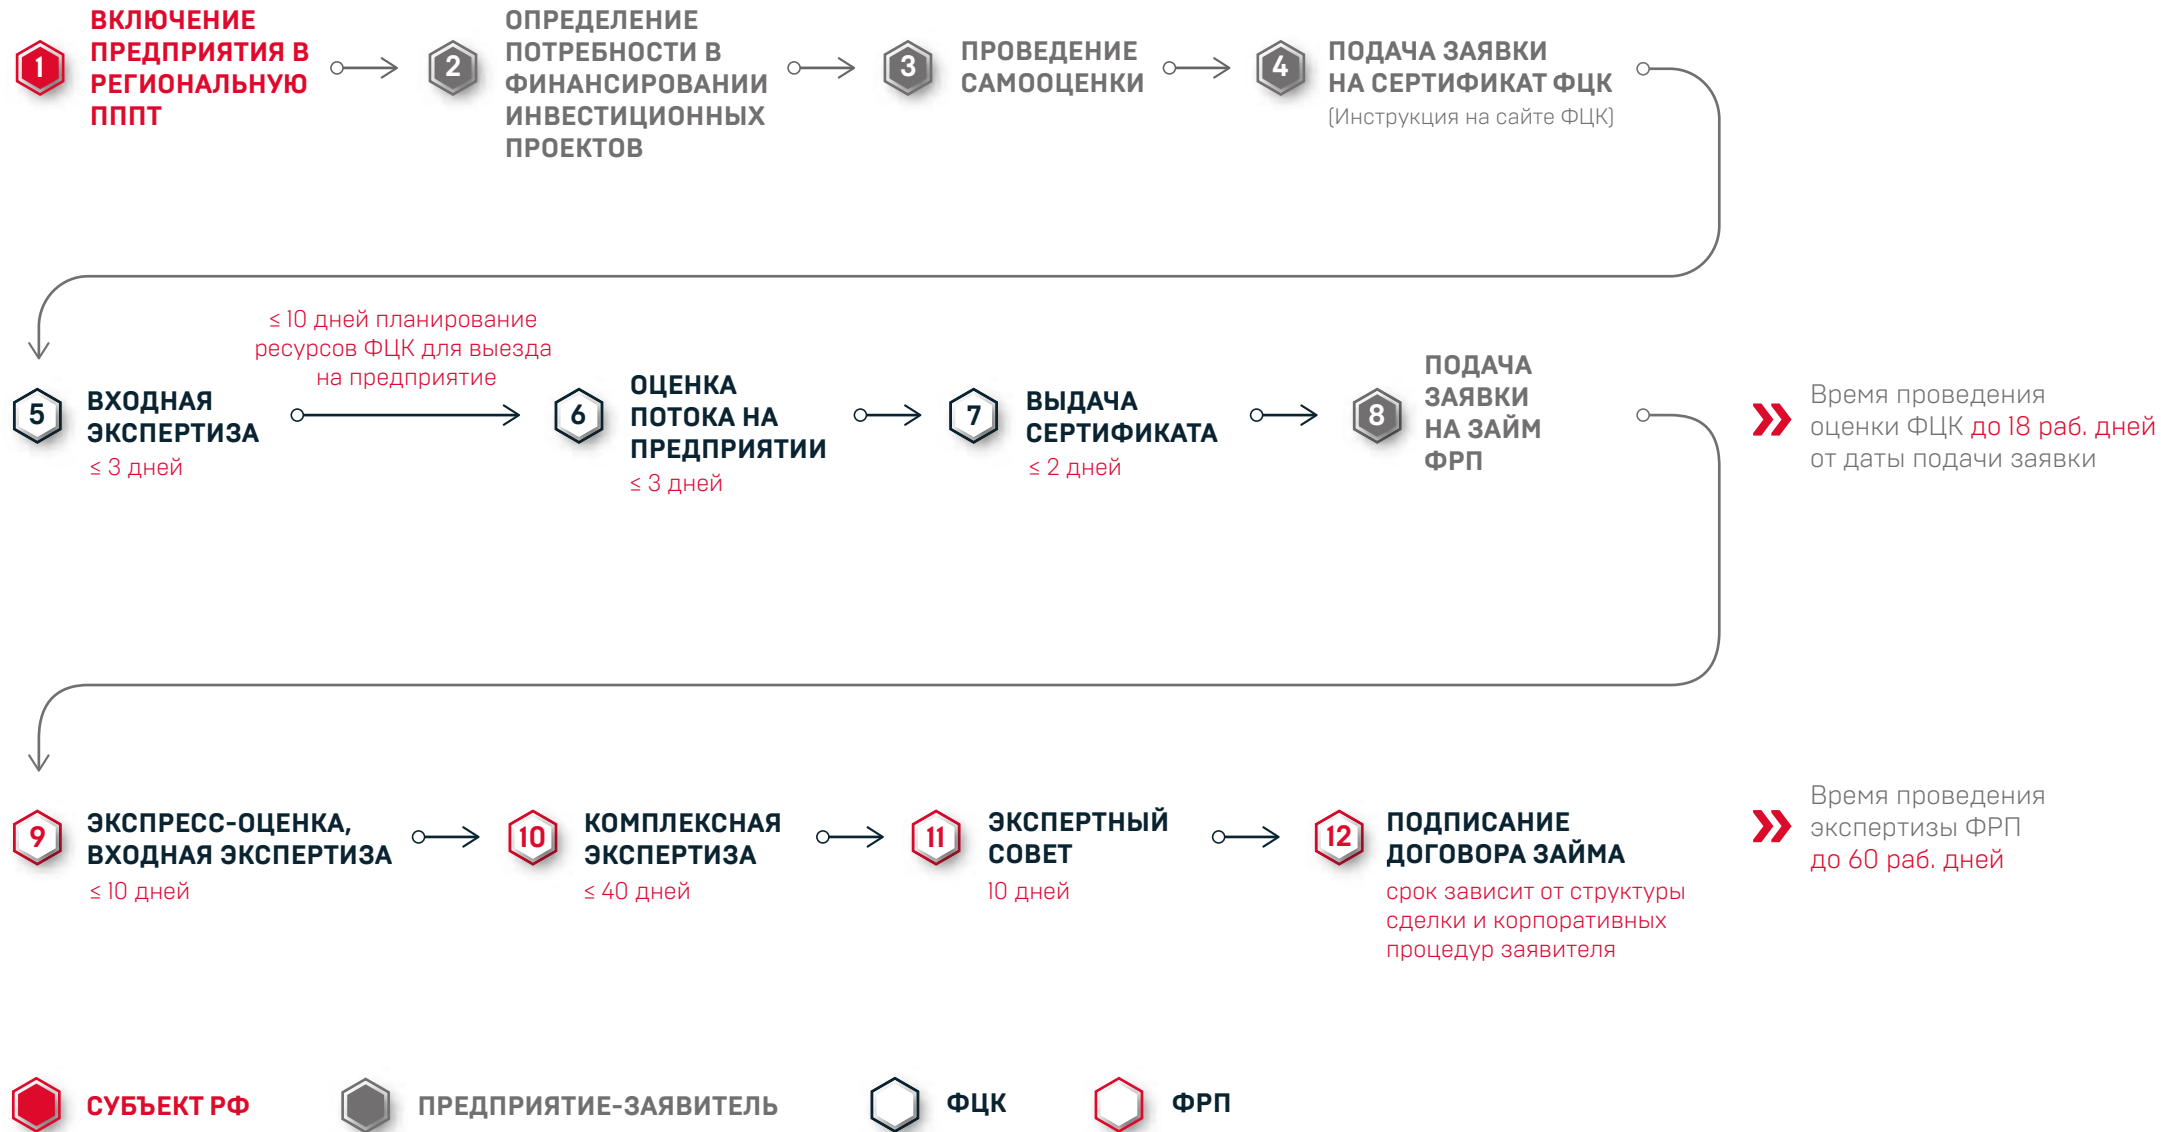 1
ВКЛЮЧЕНИЕ
ПРЕДПРИЯТИЯ В
РЕГИОНАЛЬНУЮ
ПППТ
2
ОПРЕДЕЛЕНИЕ
ПОТРЕБНОСТИ В
ФИНАНСИРОВАНИИ
ИНВЕСТИЦИОННЫХ
ПРОЕКТОВ
3
ПРОВЕДЕНИЕ
САМООЦЕНКИ
4
ПОДАЧА ЗАЯВКИ
НА СЕРТИФИКАТ ФЦК
(Инструкция на сайте ФЦК)
5
ВХОДНАЯ
ЭКСПЕРТИЗА
≤ 3 дней
≤ 10 дней планирование
ресурсов ФЦК для выезда
на предприятие
6
ОЦЕНКА
ПОТОКА НА
ПРЕДПРИЯТИИ
≤ 3 дней
7
ВЫДАЧА
СЕРТИФИКАТА
≤ 2 дней
8
ПОДАЧА
ЗАЯВКИ
НА ЗАЙМ
ФРП
Время проведения
оценки ФЦК до 18 раб. дней
от даты подачи заявки
9
ЭКСПРЕСС-ОЦЕНКА,
ВХОДНАЯ ЭКСПЕРТИЗА
≤ 10 дней
10
КОМПЛЕКСНАЯ
ЭКСПЕРТИЗА
≤ 40 дней
11
ЭКСПЕРТНЫЙ
СОВЕТ
10 дней
12
ПОДПИСАНИЕ
ДОГОВОРА ЗАЙМА
срок зависит от структуры
сделки и корпоративных
процедур заявителя
Время проведения
экспертизы ФРП
до 60 раб. дней
СУБЪЕКТ РФ
ПРЕДПРИЯТИЕ-ЗАЯВИТЕЛЬ
ФЦК
ФРП